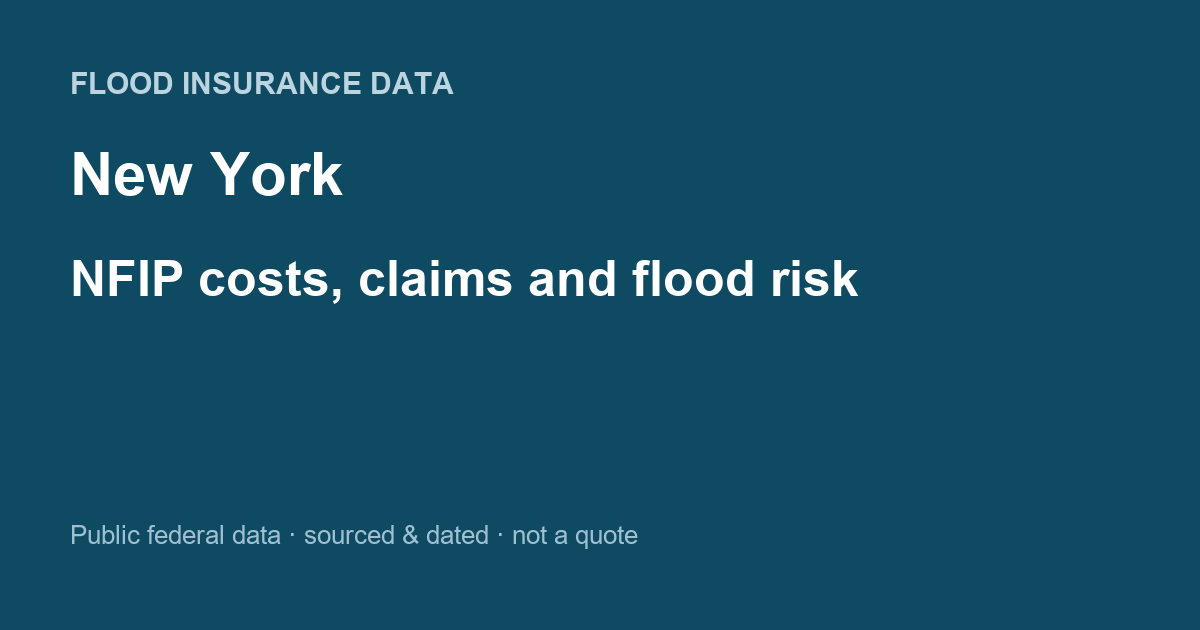 FLOOD INSURANCE DATA
New York
NFIP costs, claims and flood risk
Public federal data · sourced & dated · not a quote